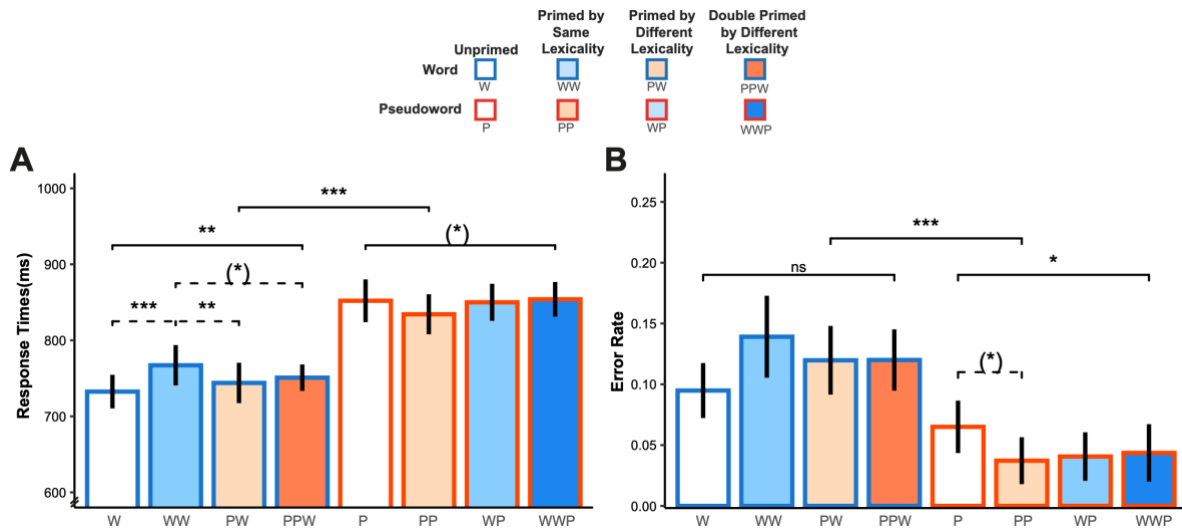 Unprimed
Primed by
Same
Lexicality
Primed by
Different
Lexicality
Double Primed
by Different
Lexicality
Word
W
WW
PW
PPW
Pseudoword
P
PP
WP
WWP
A
Response Times(ms)
1000
900
800
700
600
***
**
(*)
(*)
***
**
W
WW
PW
PPW
P
PP
WP
WWP
B
Error Rate
0.25
0.20
0.15
0.10
0.05
0.00
***
ns
*
(*)
W
WW
PW
PPW
P
PP
WP
WWP